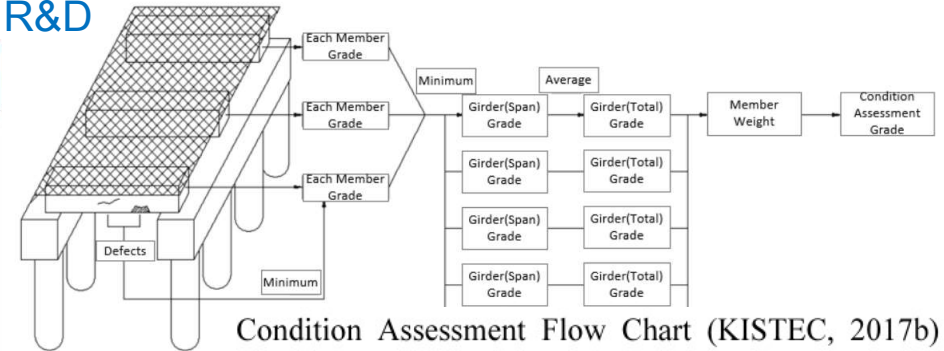 R&D
Each Member
Grade
Each Member
Grade
Each Member
Grade
Defects
Minimum
Minimum
Average
Girder(Span)
Grade
Girder(Total)
Grade
Girder(Span)
Grade
Girder(Total)
Grade
Girder(Span)
Grade
Girder(Total)
Grade
Girder(Span)
Grade
Girder(Total)
Grade
Member
Weight
Condition
Assessment
Grade
Condition Assessment Flow Chart (KISTEC, 2017b)